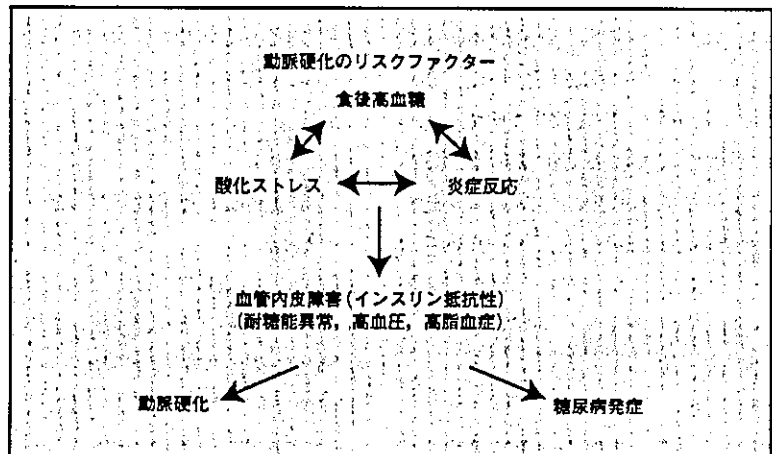 動脈硬化のリスクファクター
食後高血糖
酸化ストレス
炎症反応
血管内皮障害(インスリン抵抗性)
(耐糖能異常,高血圧,高脂血症)
動脈硬化
糖尿病発症